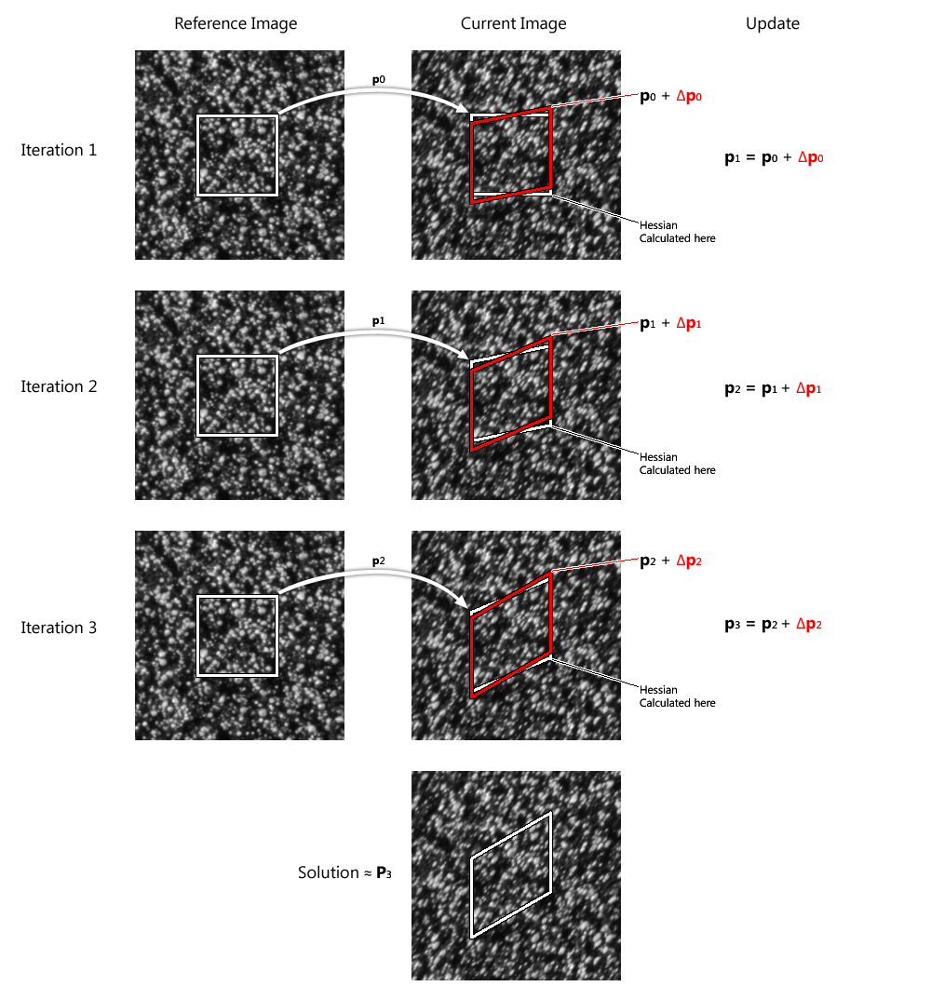 Reference Image
Current Image
Update
Iteration 1
p0
p0 + Δp0
p1 = p0 + Δp0
Hessian
Calculated here
Iteration 2
p1
p1 + Δp1
p2 = p1 + Δp1
Hessian
Calculated here
Iteration 3
p2
p2 + Δp2
p3 = p2 + Δp2
Hessian
Calculated here
Solution ≈ P3